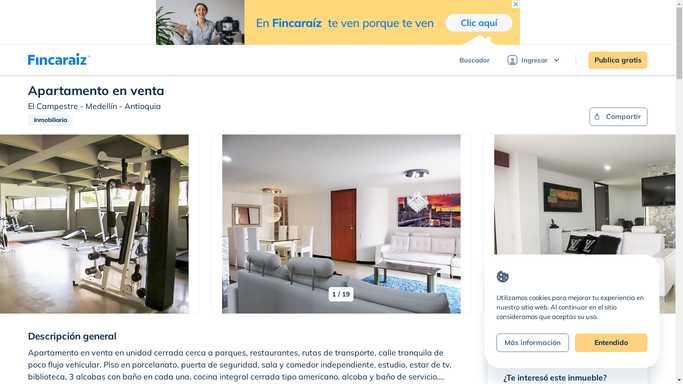 En Fincaraíz te ven porque te ven
Clic aquí
Fincaraiz
Buscador
Ingresar
Publica gratis
Apartamento en venta
El Campestre - Medellín - Antioquia
Inmobiliaria
Compartir
1 / 19
Utilizamos cookies para mejorar tu experiencia en
nuestro sitio web. Al continuar en el sitio
consideramos que aceptas su uso.
Más información
Entendido
Descripción general
Apartamento en venta en unidad cerrada cerca a parques, restaurantes, rutas de transporte, calle tranquila de
poco flujo vehicular. Piso en porcelanato, puerta de seguridad, sala y comedor independiente, estudio, estar de tv,
biblioteca, 3 alcobas con baño en cada una, cocina integral cerrada tipo americano, alcoba y baño de servicio....
¿Te interesó este inmueble?